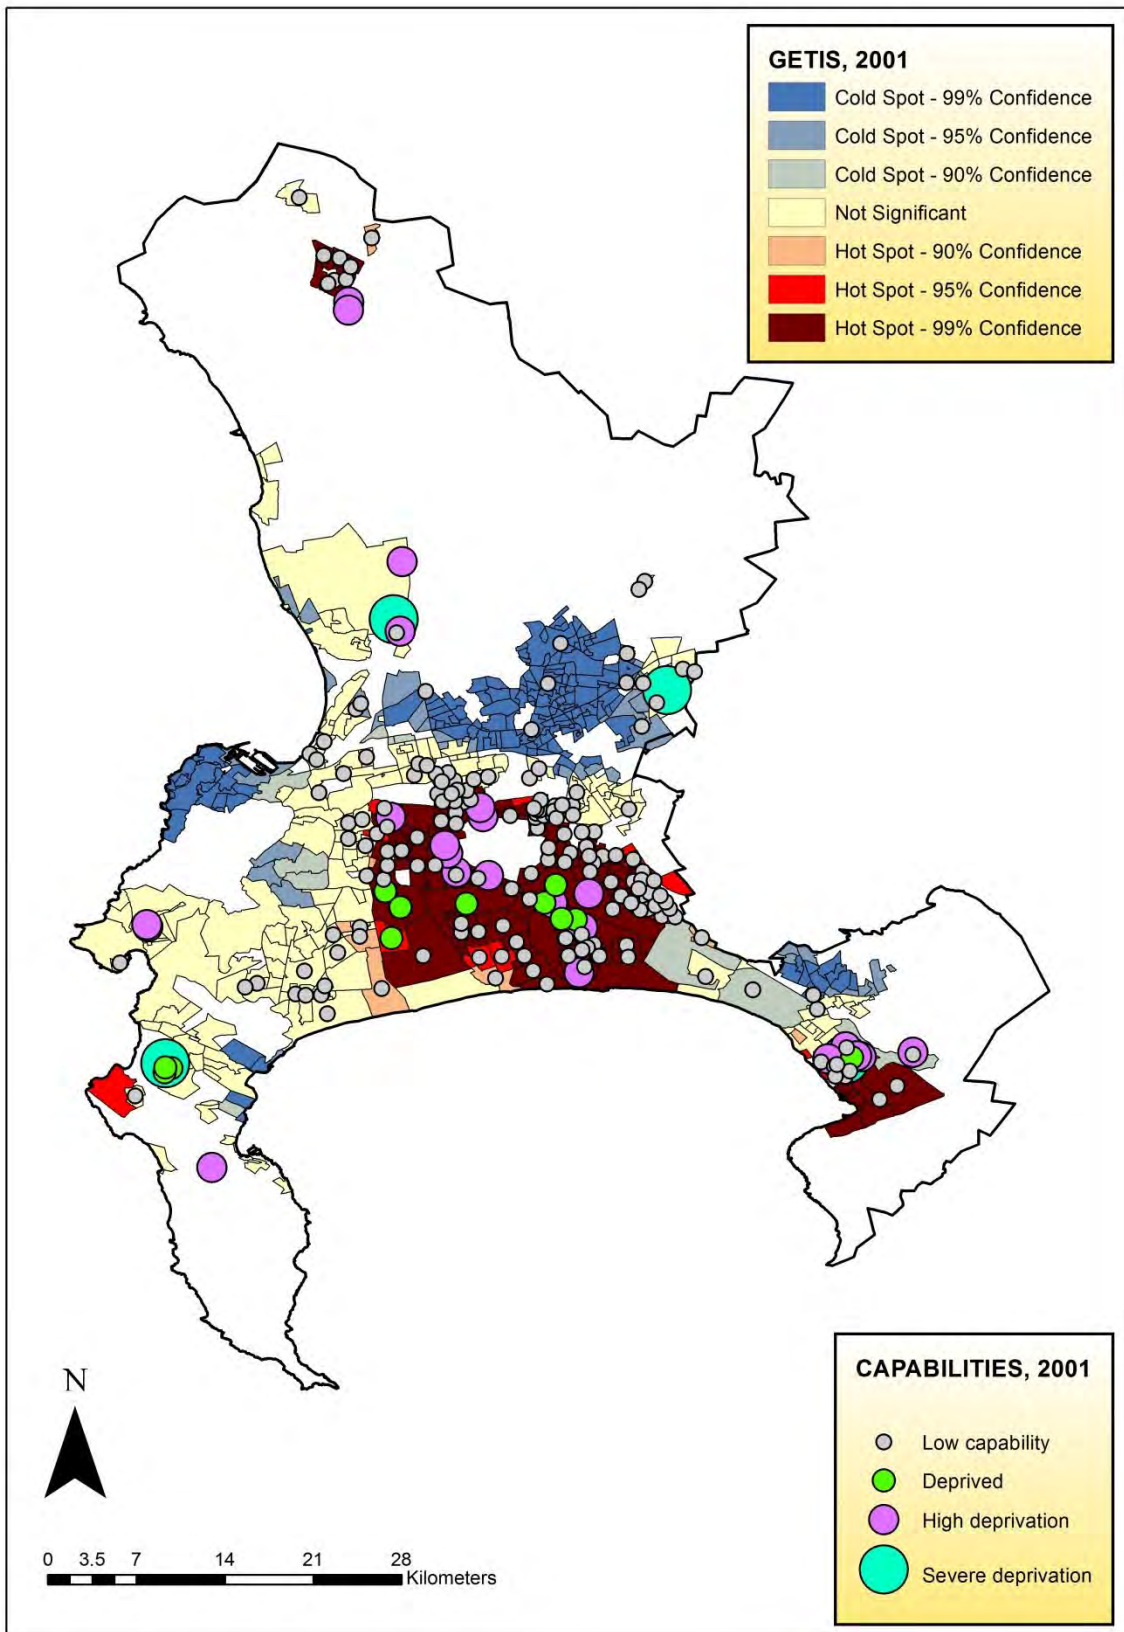 GETIS, 2001
Cold Spot - 99% Confidence
Cold Spot - 95% Confidence
Cold Spot - 90% Confidence
Not Significant
Hot Spot - 90% Confidence
Hot Spot - 95% Confidence
Hot Spot - 99% Confidence
CAPABILITIES, 2001
Low capability
Deprived
High deprivation
Severe deprivation
N
0 3.5 7 14 21 28
Kilometers